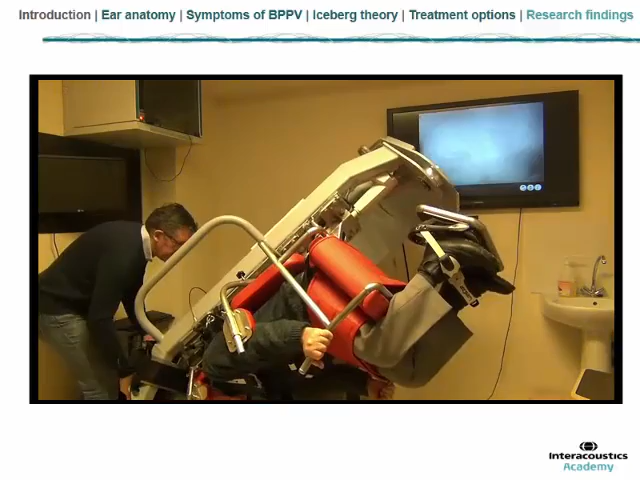 Introduction | Ear anatomy | Symptoms of BPPV | Iceberg theory | Treatment options | Research findings
Interacoustics
Academy